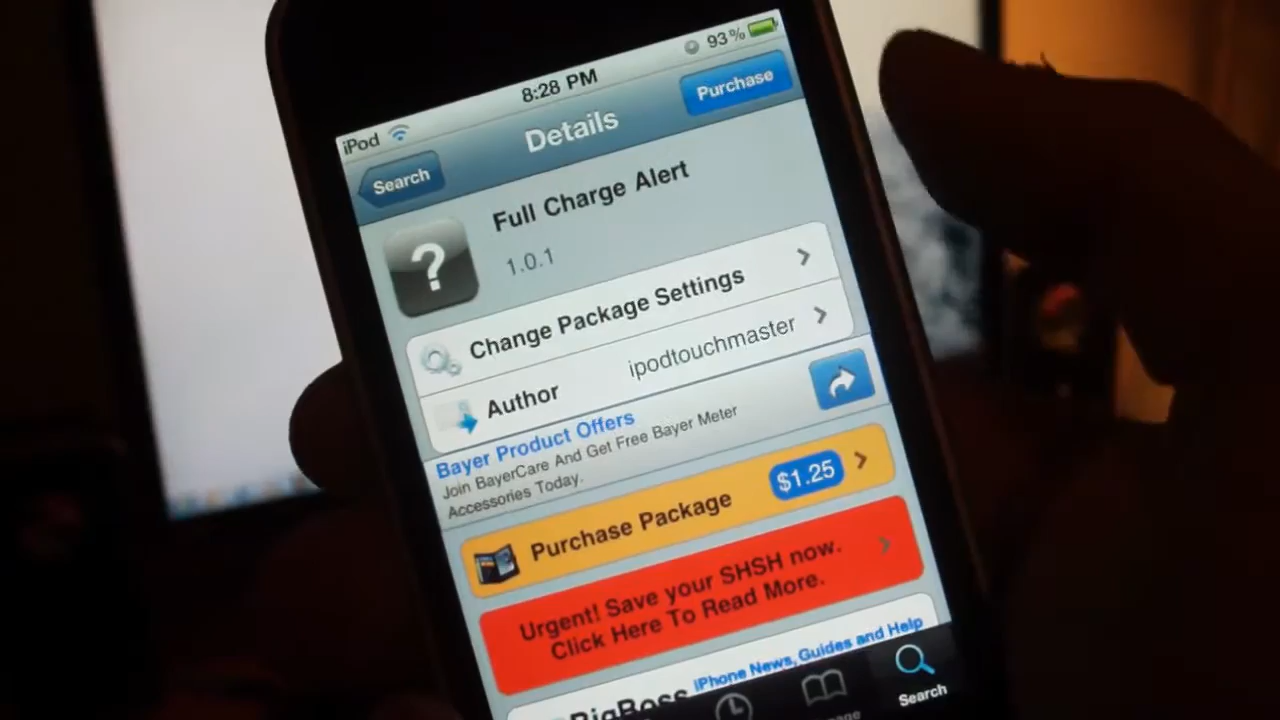 iPod
8:28 PM
93%
Search
Details
Purchase
?
Full Charge Alert
1.0.1
Change Package Settings
Author
ipodtouchmaster
Bayer Product Offers
Join BayerCare And Get Free Bayer Meter
Accessories Today.
Purchase Package
$1.25
Urgent! Save your SHSH now.
Click Here To Read More.
BigBoss
iPhone News, Guides and Help
Search